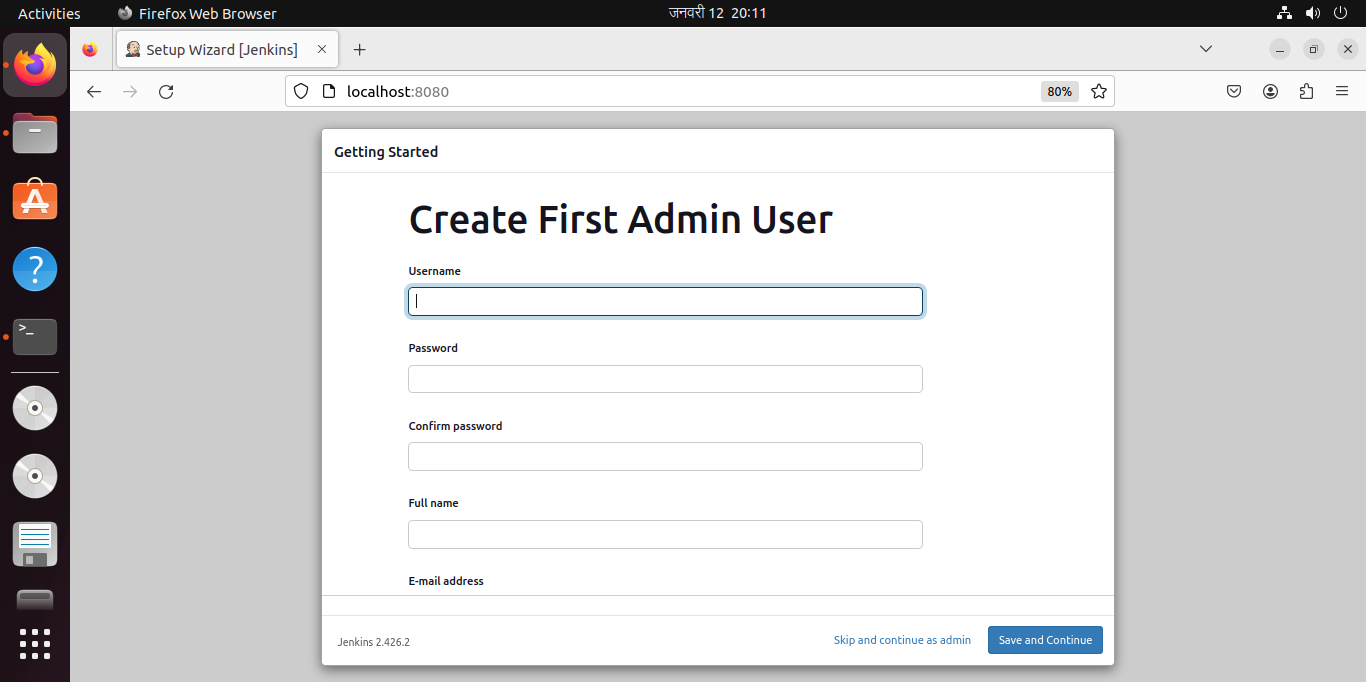 Activities Firefox Web Browser जनवरी 12 20:11
Setup Wizard [Jenkins]
localhost:8080 80%
Getting Started
Create First Admin User
Username
Password
Confirm password
Full name
E-mail address
Jenkins 2.426.2 Skip and continue as admin Save and Continue